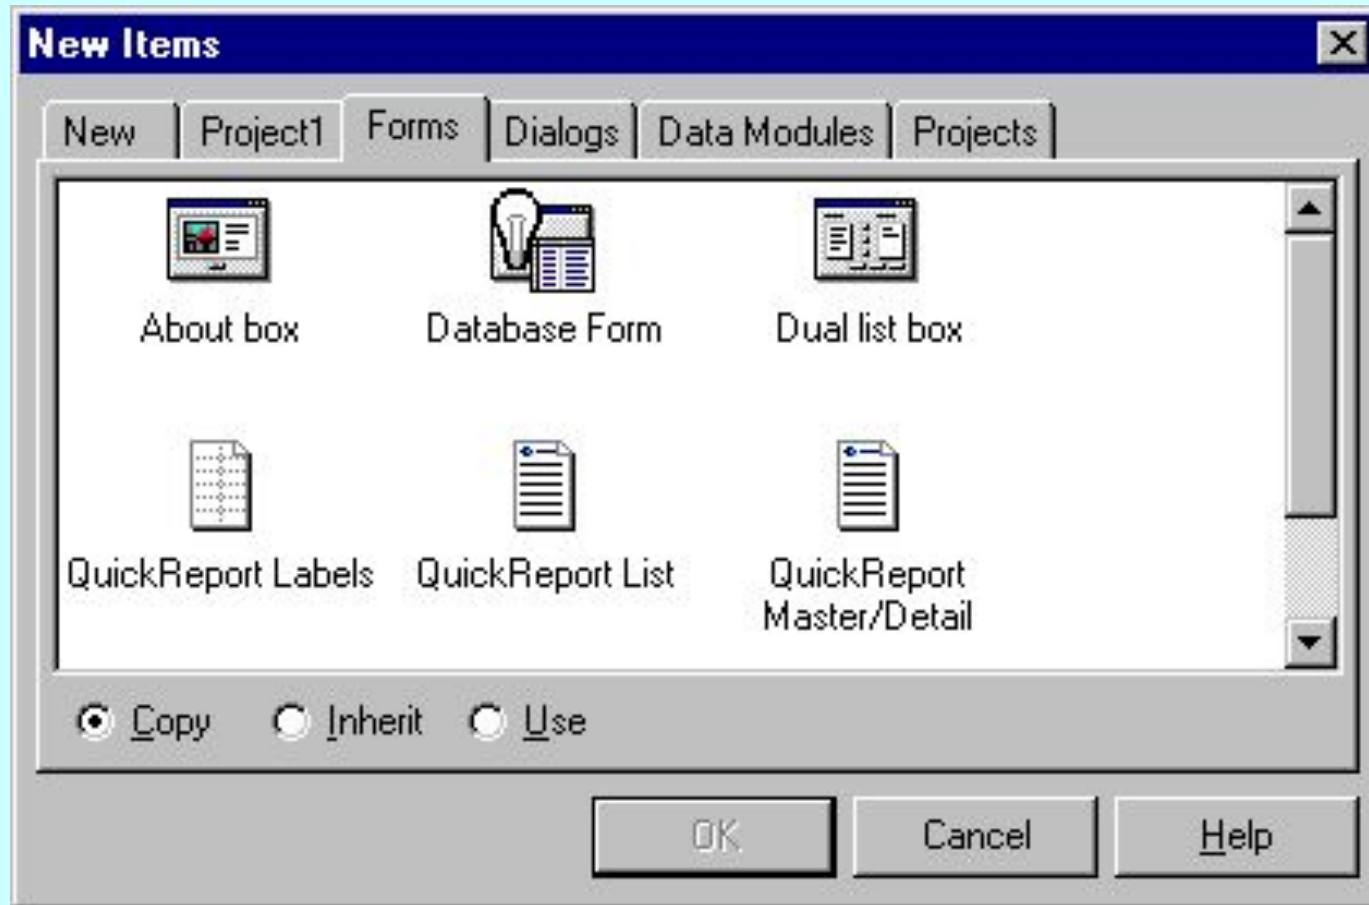 New Items
New Project1 Forms Dialogs Data Modules Projects
About box Database Form Dual list box
QuickReport Labels QuickReport List QuickReport
Master/Detail
Copy Inherit Use
OK Cancel Help